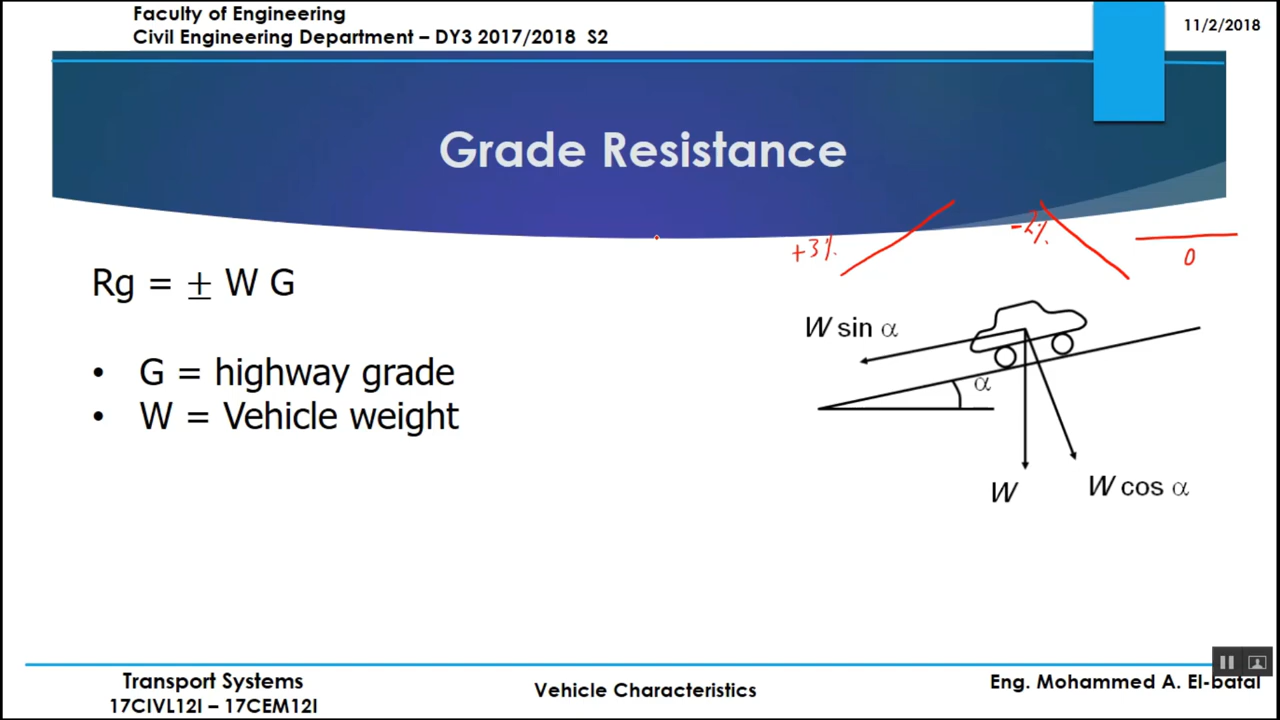 Faculty of Engineering
Civil Engineering Department – DY3 2017/2018 S2
11/2/2018
Grade Resistance
+3%
-2%
0
Rg = ± W G
• G = highway grade
• W = Vehicle weight
W sin α
α
W
W cos α
Transport Systems
17CIVL12I – 17CEM12I
Vehicle Characteristics
Eng. Mohammed A. El-batal